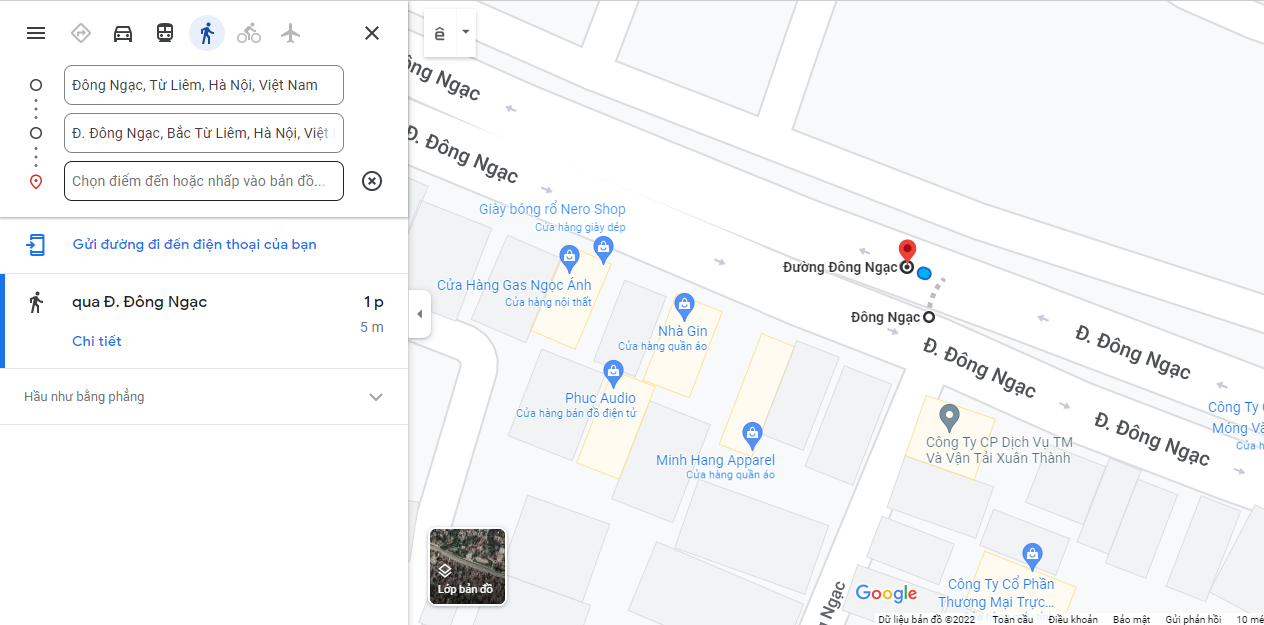 Đông Ngạc, Từ Liêm, Hà Nội, Việt Nam
Đ. Đông Ngạc, Bắc Từ Liêm, Hà Nội, Việt
Chọn điểm đến hoặc nhấp vào bản đồ...
Gửi đường đi đến điện thoại của bạn
qua Đ. Đông Ngạc
1 p
5 m
Chi tiết
Hầu như bằng phẳng
ê
ông Ngạc
Đ. Đông Ngạc
Giày bóng rổ Nero Shop
Cửa hàng giày dép
Cửa Hàng Gas Ngọc Ánh
Cửa hàng nội thất
Đường Đông Ngạc
Đông Ngạc
Nhà Gin
Cửa hàng quần áo
Đ. Đông Ngạc
Đ. Đông Ngạc
Phuc Audio
Cửa hàng bán đồ điện tử
Minh Hang Apparel
Cửa hàng quần áo
Công Ty CP Dịch Vụ TM
Và Vận Tải Xuân Thành
Đ. Đông Ngạc
Công Ty
Móng
Cửa h
Công Ty Cổ Phần
Thương Mại Trực...
Ngạc
Lớp bản đồ
Google
Dữ liệu bản đồ ©2022 Toàn cầu Điều khoản Bảo mật Gửi phản hồi 10 mé